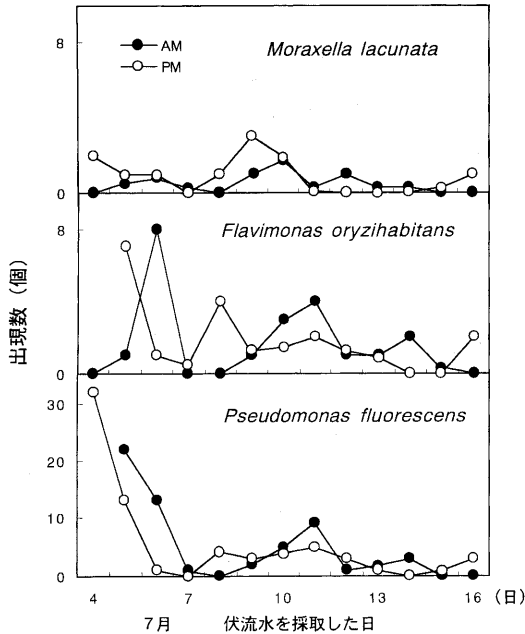 8
AM
PM
Moraxella lacunata
0
8
Flavimonas oryzihabitans
出現数（個）
0
30
Pseudomonas fluorescens
20
10
0
4 7 10 13 16 （日）
7月 伏流水を採取した日